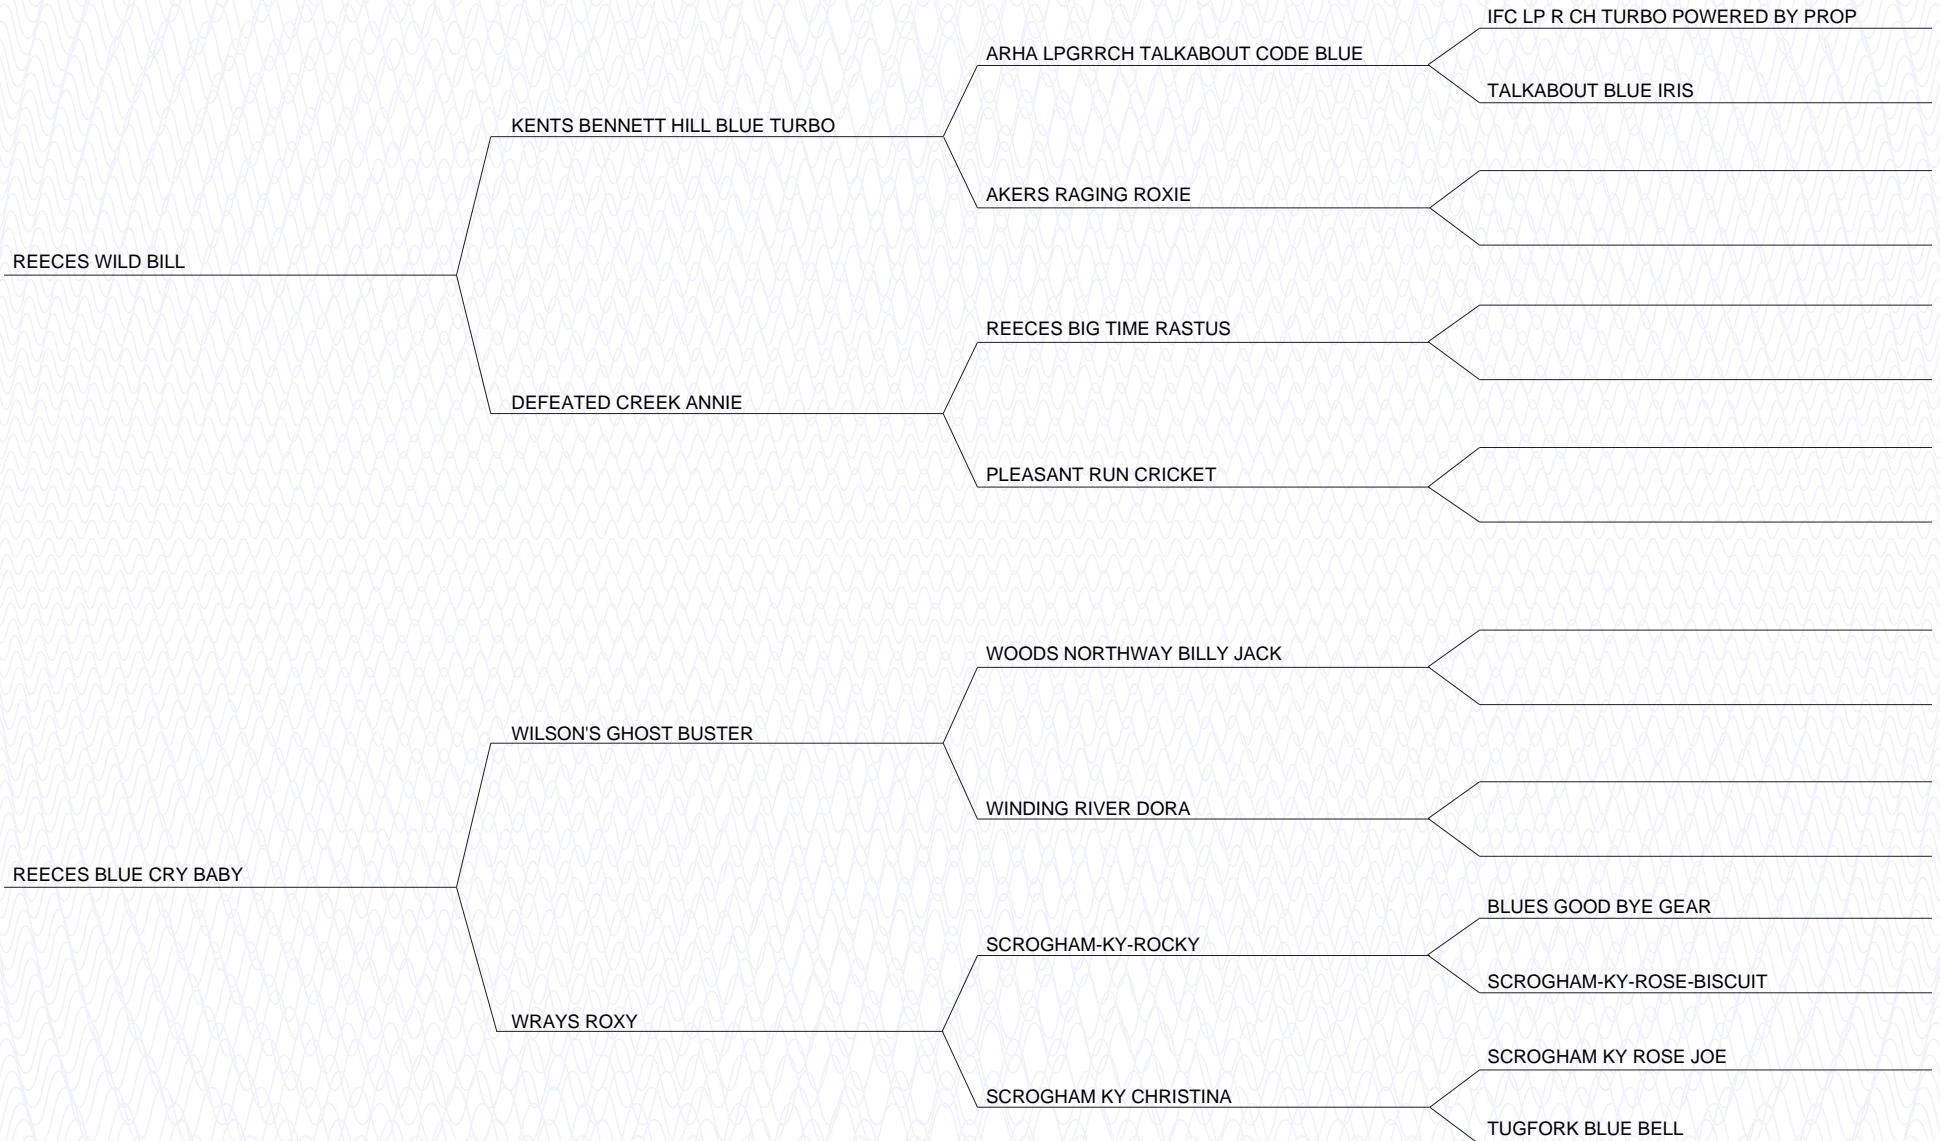 IFC LP R CH TURBO POWERED BY PROP
ARHA LPGRRCH TALKABOUT CODE BLUE
TALKABOUT BLUE IRIS
KENTS BENNETT HILL BLUE TURBO
AKERS RAGING ROXIE
REECES WILD BILL
REECES BIG TIME RASTUS
DEFEATED CREEK ANNIE
PLEASANT RUN CRICKET
WOODS NORTHWAY BILLY JACK
WILSON'S GHOST BUSTER
WINDING RIVER DORA
REECES BLUE CRY BABY
BLUES GOOD BYE GEAR
SCROGHAM-KY-ROCKY
SCROGHAM-KY-ROSE-BISCUIT
WRAYS ROXY
SCROGHAM KY ROSE JOE
SCROGHAM KY CHRISTINA
TUGFORK BLUE BELL